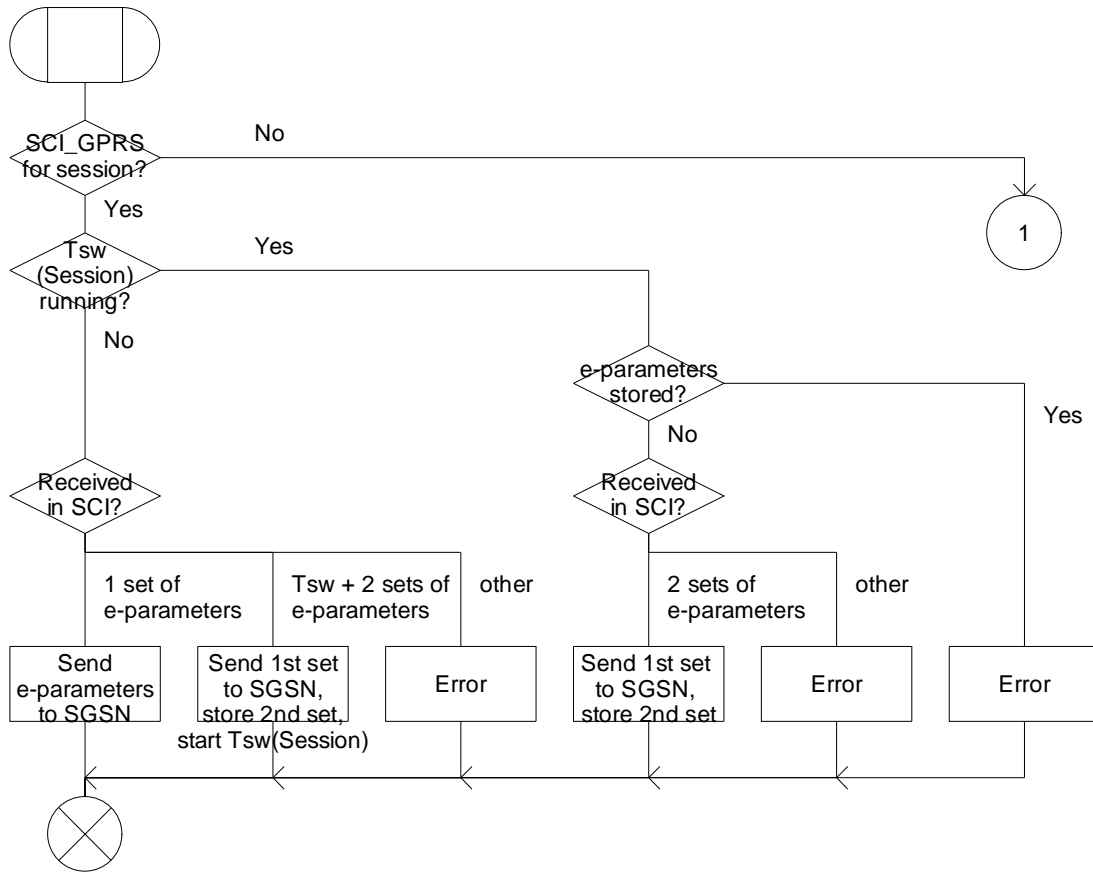 SCI_GPRS
for session?
No
Yes
1
Tsw
(Session)
running?
Yes
No
e-parameters
stored?
Yes
No
Received
in SCI?
Received
in SCI?
1 set of
e-parameters
Tsw + 2 sets of
e-parameters
other
2 sets of
e-parameters
other
Send
e-parameters
to SGSN
Send 1st set
to SGSN,
store 2nd set,
start Tsw(Session)
Error
Send 1st set
to SGSN,
store 2nd set
Error
Error